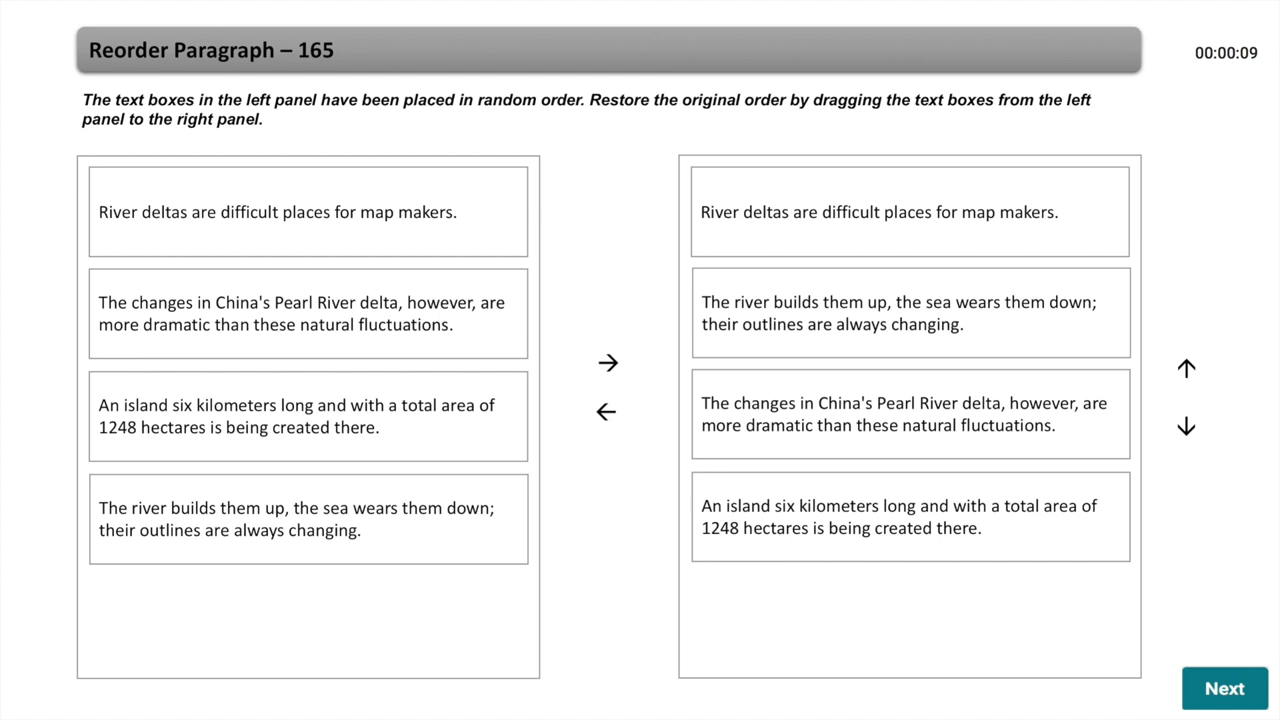 Reorder Paragraph – 165
00:00:09
The text boxes in the left panel have been placed in random order. Restore the original order by dragging the text boxes from the left
panel to the right panel.
River deltas are difficult places for map makers.
The changes in China's Pearl River delta, however, are
more dramatic than these natural fluctuations.
An island six kilometers long and with a total area of
1248 hectares is being created there.
The river builds them up, the sea wears them down;
their outlines are always changing.
River deltas are difficult places for map makers.
The river builds them up, the sea wears them down;
their outlines are always changing.
The changes in China's Pearl River delta, however, are
more dramatic than these natural fluctuations.
An island six kilometers long and with a total area of
1248 hectares is being created there.
Next